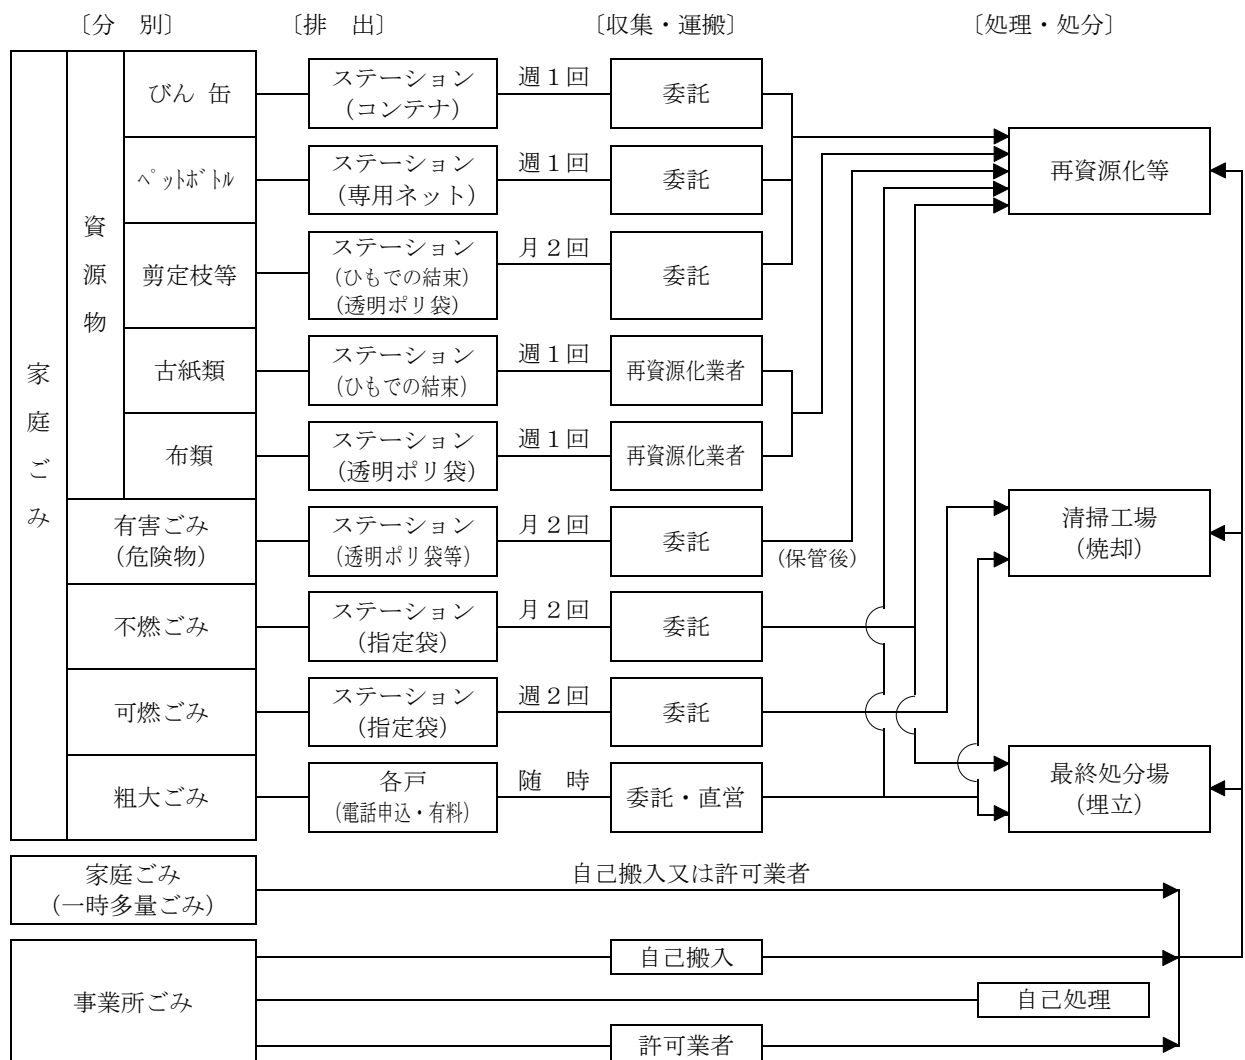 〔分　別〕　〔排　出〕　〔収集・運搬〕　〔処理・処分〕
家庭ごみ
資源物
びん 缶
ステーション
（コンテナ）
週１回
委託
ペットボトル
ステーション
（専用ネット）
週１回
委託
再資源化等
剪定枝等
ステーション
（ひもでの結束）
（透明ポリ袋）
月２回
委託
古紙類
ステーション
（ひもでの結束）
週１回
再資源化業者
布類
ステーション
（透明ポリ袋）
週１回
再資源化業者
有害ごみ
（危険物）
ステーション
（透明ポリ袋等）
月２回
委託
（保管後）
清掃工場
（焼却）
不燃ごみ
ステーション
（指定袋）
月２回
委託
可燃ごみ
ステーション
（指定袋）
週２回
委託
粗大ごみ
各戸
（電話申込・有料）
随　時
委託・直営
最終処分場
（埋立）
家庭ごみ
（一時多量ごみ）
自己搬入又は許可業者
事業所ごみ
自己搬入
自己処理
許可業者